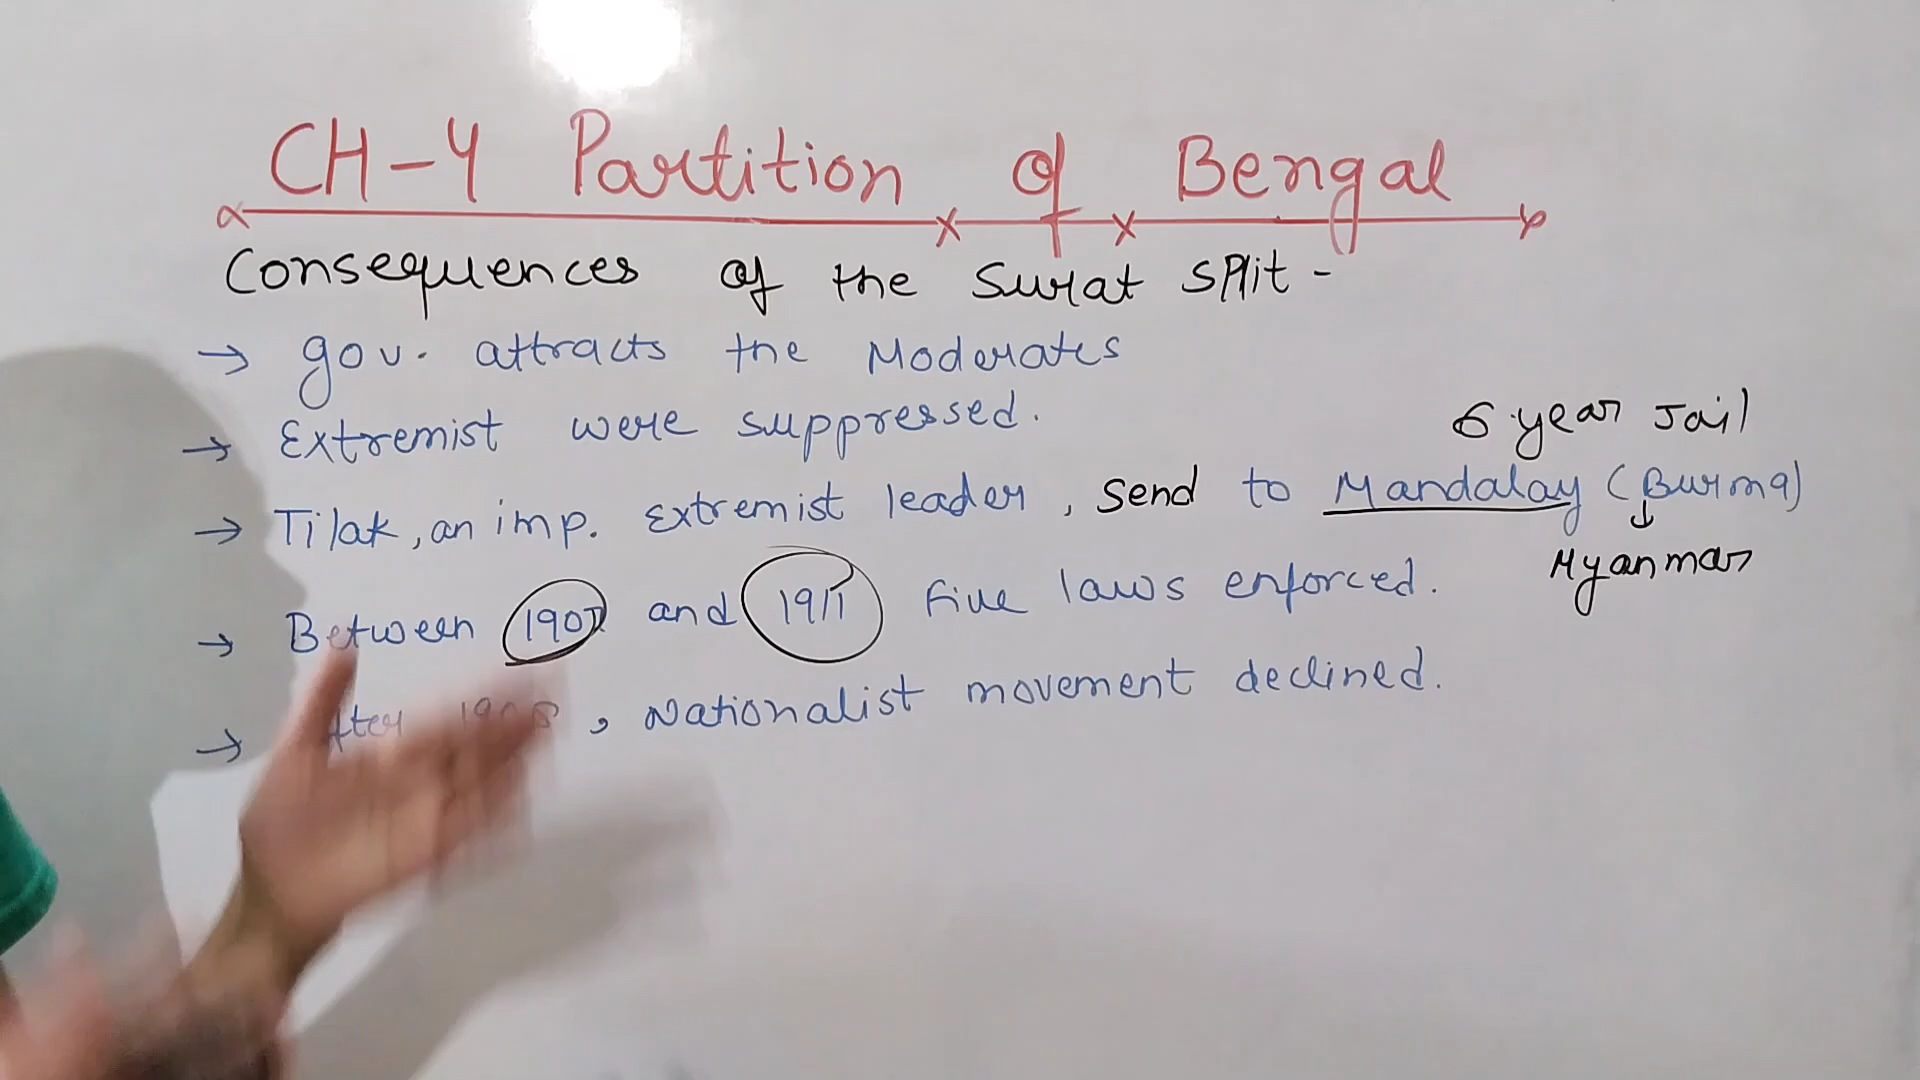 CH-4 Partition of Bengal
Consequences of the Surat split -
→ gov. attracts the Moderates
→ Extremist were suppressed.
6 year Jail
→ Tilak, an imp. Extremist leader, send to Mandalay (Burma)
↓
Myanmar
→ Between 1907 and 1911 Five laws enforced.
→ After 1908, Nationalist movement declined.